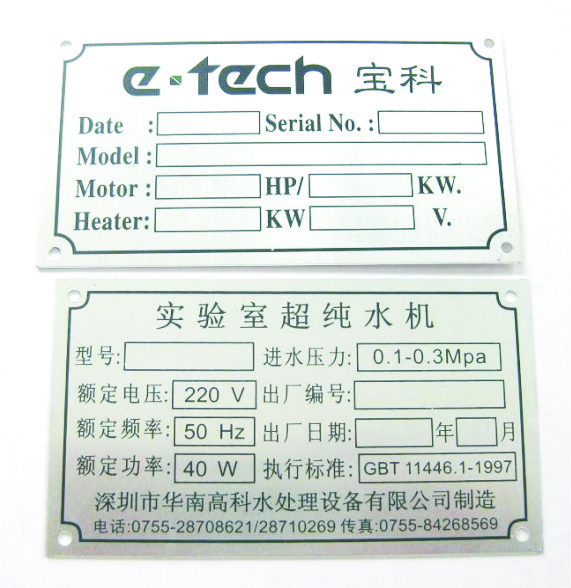 e·tech 宝科
Date : Serial No. :
Model :
Motor : HP/ KW.
Heater: KW V.
实验室超纯水机
型号: 进水压力: 0.1-0.3Mpa
额定电压: 220 V 出厂编号:
额定频率: 50 Hz 出厂日期: 年 月
额定功率: 40 W 执行标准: GBT 11446.1-1997
深圳市华南高科水处理设备有限公司制造
电话:0755-28708621/28710269 传真:0755-84268569